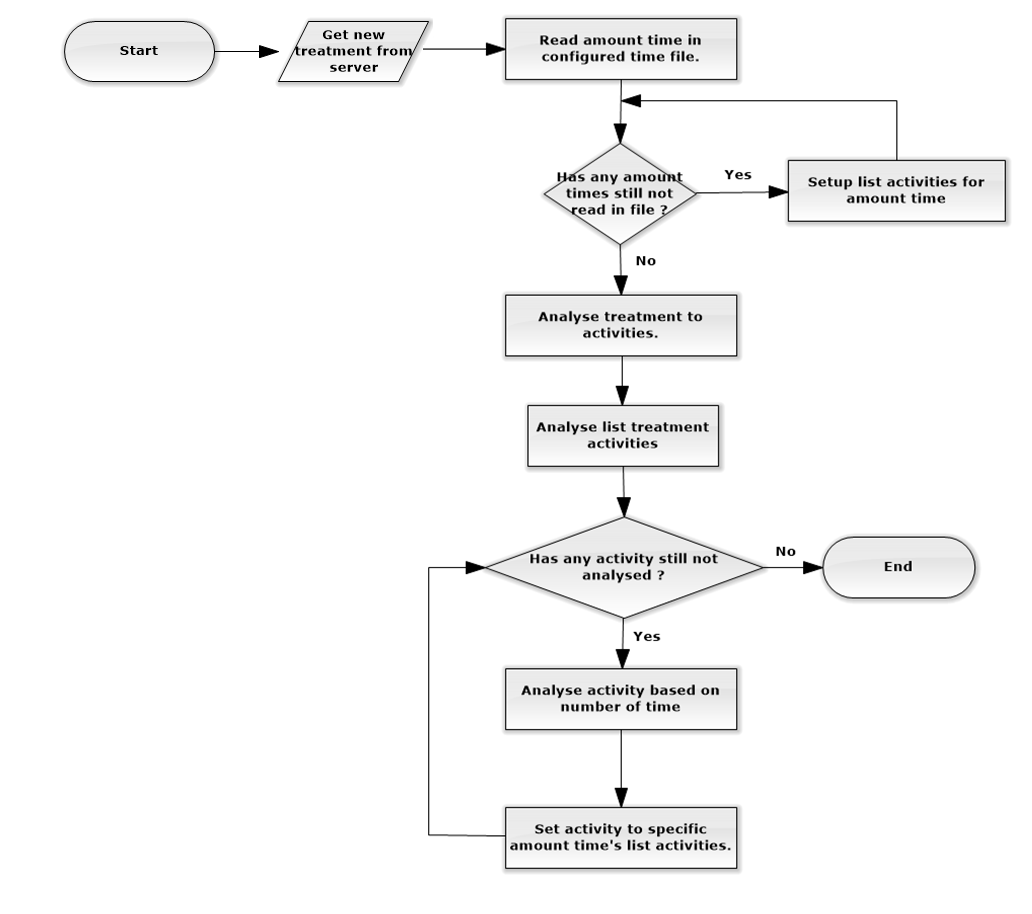 Start
Get new
treatment from
server
Read amount time in
configured time file.
Has any amount
times still not
read in file ?
Yes
Setup list activities for
amount time
No
Analyse treatment to
activities.
Analyse list treatment
activities
Has any activity still not
analysed ?
No
End
Yes
Analyse activity based on
number of time
Set activity to specific
amount time's list activities.